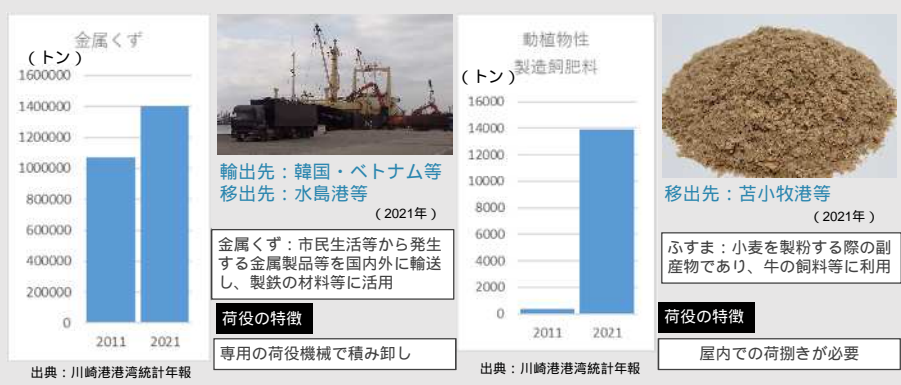 金属くず
(トン)
1600000
1400000
1200000
1000000
800000
600000
400000
200000
0
2011 2021
出典：川崎港港湾統計年報
輸出先：韓国・ベトナム等
移出先：水島港等
(2021年)
金属くず：市民生活等から発生
する金属製品等を国内外に輸送
し、製鉄の材料等に活用
荷役の特徴
専用の荷役機械で積み卸し
動植物性
製造飼肥料
(トン)
16000
14000
12000
10000
8000
6000
4000
2000
0
2011 2021
出典：川崎港港湾統計年報
移出先：苫小牧港等
(2021年)
ふすま：小麦を製粉する際の副
産物であり、牛の飼料等に利用
荷役の特徴
屋内での荷捌きが必要